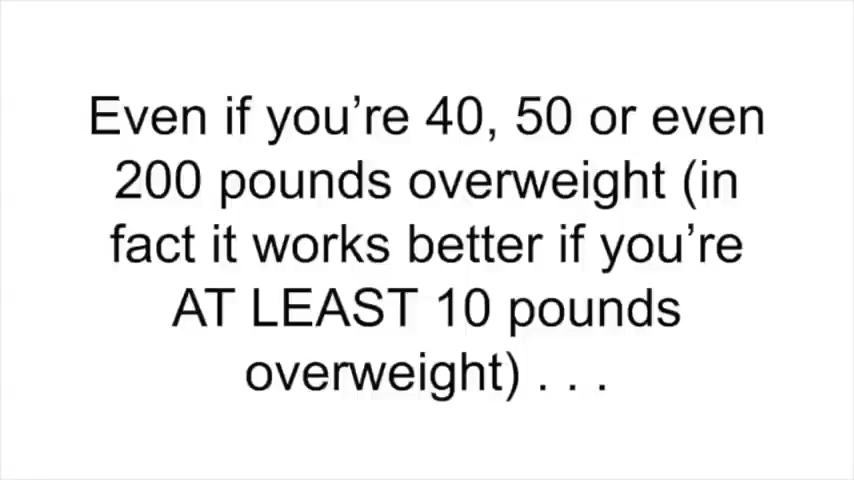 Even if you’re 40, 50 or even
200 pounds overweight (in
fact it works better if you’re
AT LEAST 10 pounds
overweight) . . .